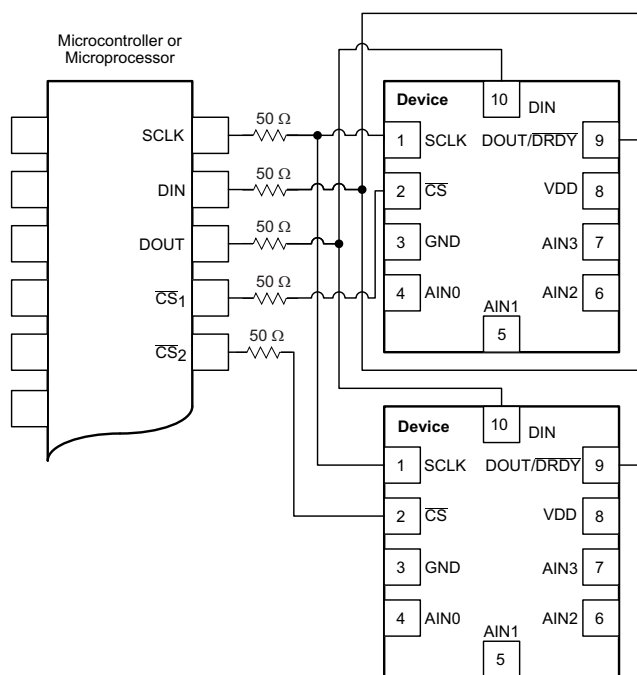 Microcontroller or
Microprocessor
SCLK
DIN
DOUT
CS1
CS2
50 Ω
50 Ω
50 Ω
50 Ω
50 Ω
Device
10
DIN
1
SCLK
DOUT/DRDY
9
2
CS
VDD
8
3
GND
AIN3
7
4
AIN0
AIN1
AIN2
6
5
Device
10
DIN
1
SCLK
DOUT/DRDY
9
2
CS
VDD
8
3
GND
AIN3
7
4
AIN0
AIN1
AIN2
6
5